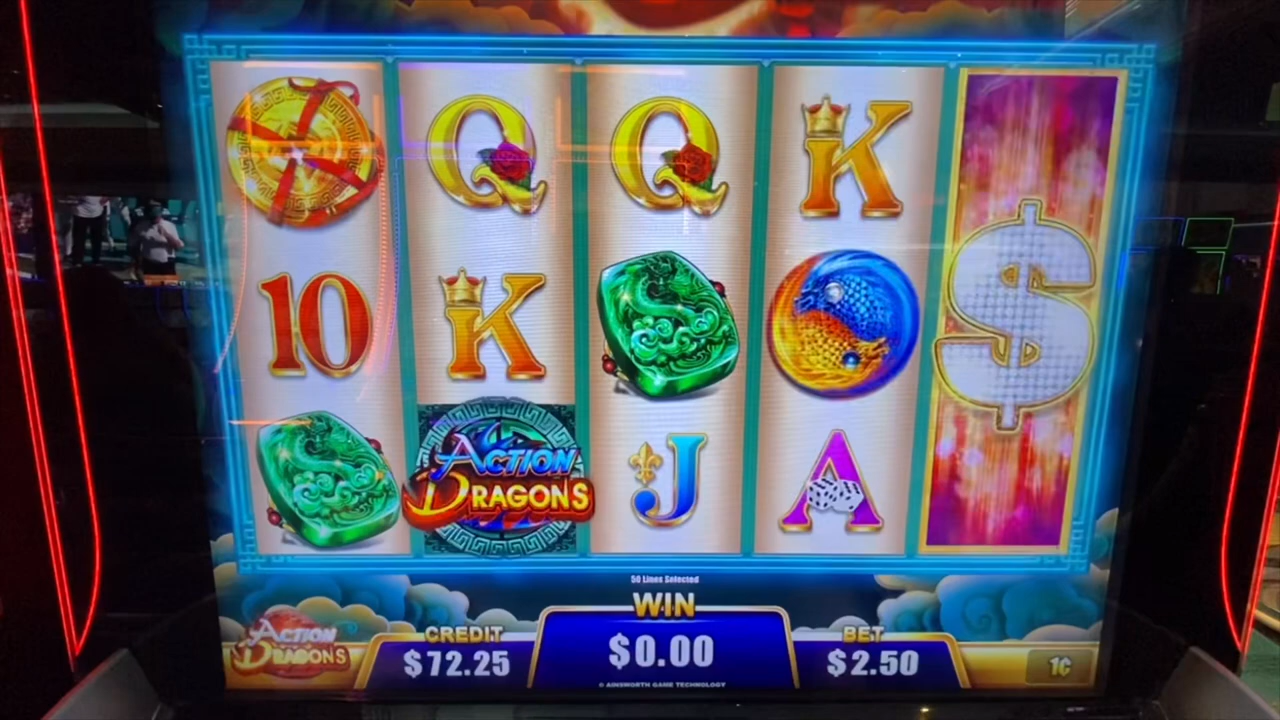 Q
Q
K
10
K
$
ACTION
DRAGONS
J
A
50 Lines Selected
WIN
ACTION
DRAGONS
CREDIT
$72.25
$0.00
BET
$2.50
1¢
© AINSWORTH GAME TECHNOLOGY